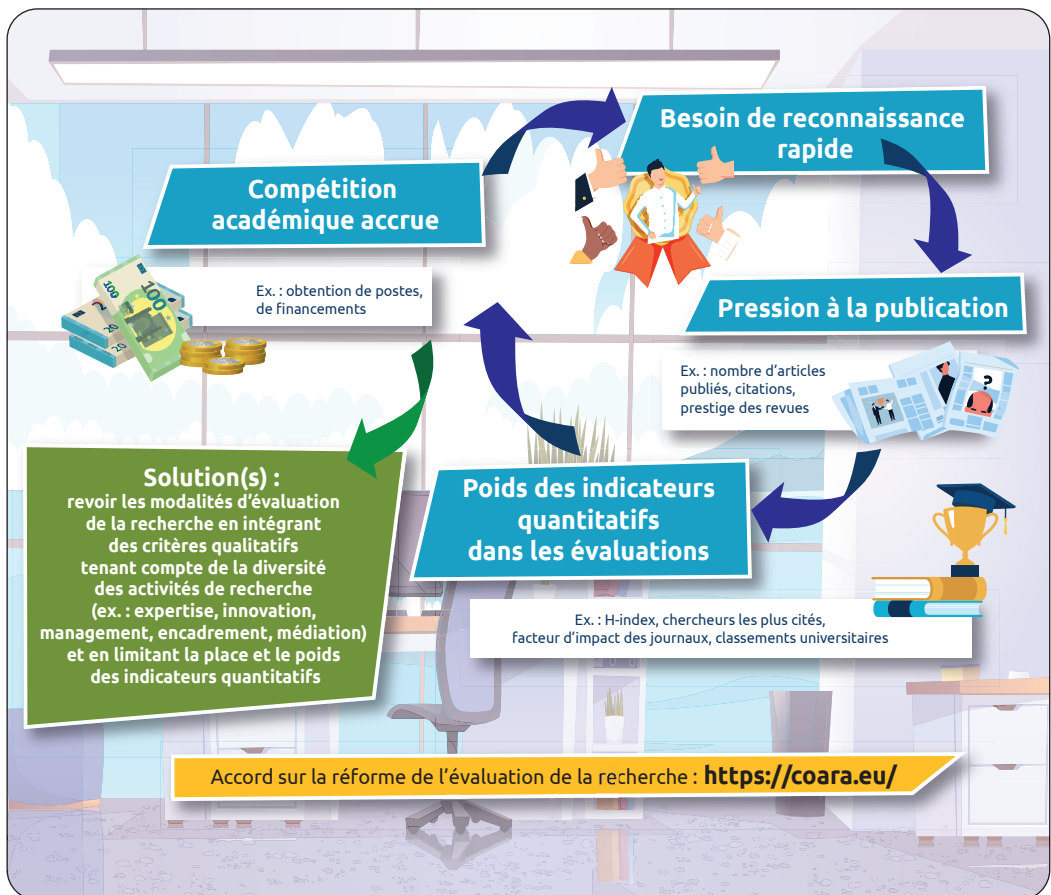 Compétition
académique accrue
Ex. : obtention de postes,
de financements
Besoin de reconnaissance
rapide
Pression à la publication
Ex. : nombre d'articles
publiés, citations,
prestige des revues
Poids des indicateurs
quantitatifs
dans les évaluations
Ex. : H-index, chercheurs les plus cités,
facteur d'impact des journaux, classements universitaires
Solution(s) :
revoir les modalités d'évaluation
de la recherche en intégrant
des critères qualitatifs
tenant compte de la diversité
des activités de recherche
(ex. : expertise, innovation,
management, encadrement, médiation)
et en limitant la place et le poids
des indicateurs quantitatifs
Accord sur la réforme de l'évaluation de la recherche : https://coara.eu/
100
100
20
20
?